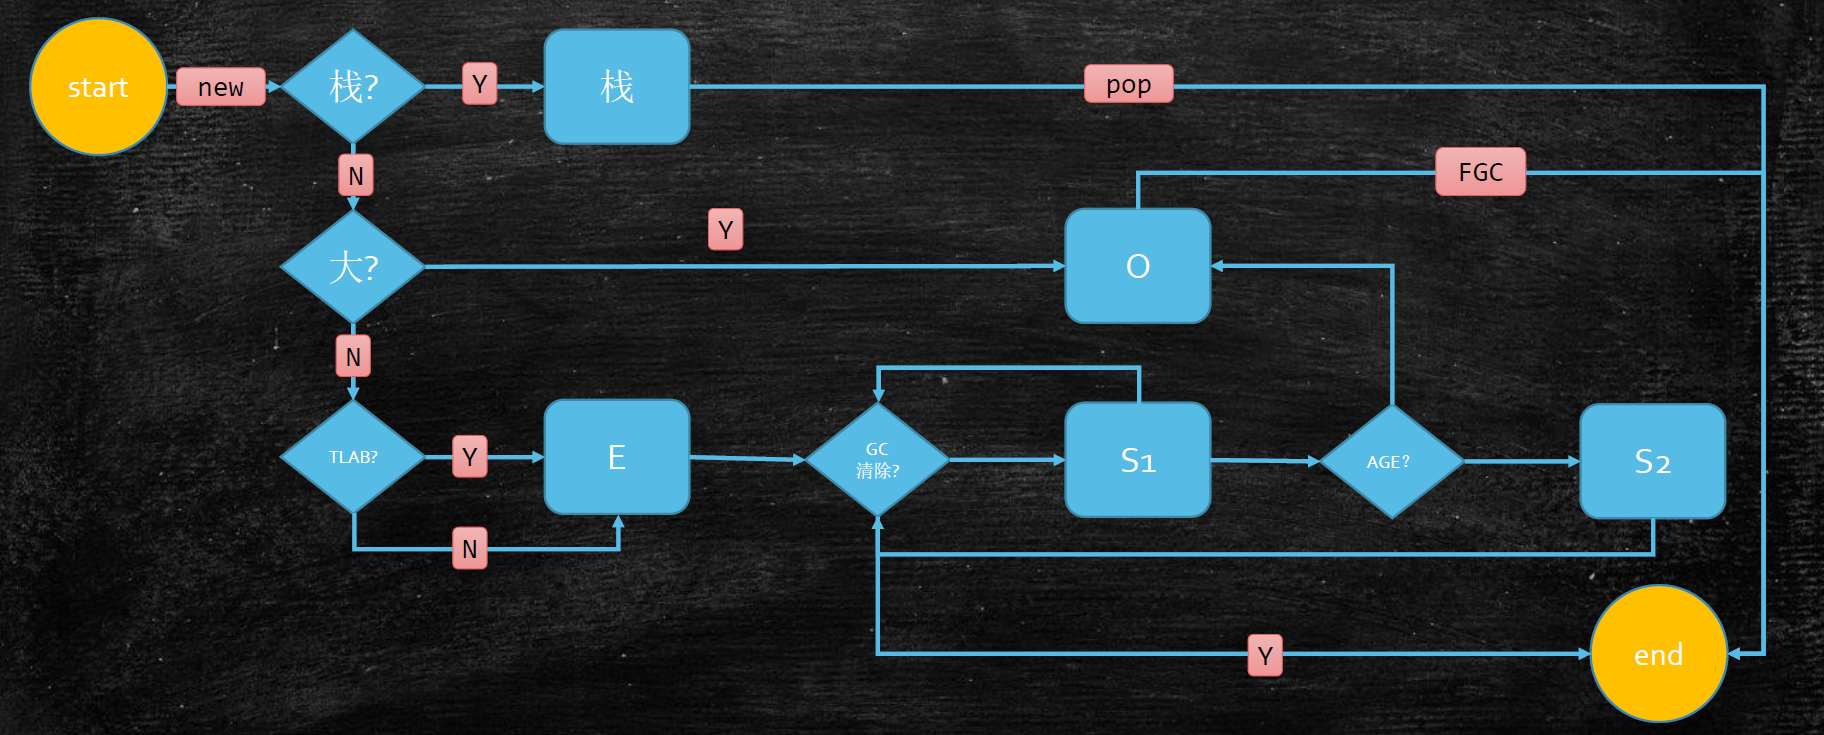 start
new
栈?
Y
栈
pop
N
FGC
大?
Y
O
N
TLAB?
Y
E
GC
清除?
S1
AGE?
S2
N
Y
end